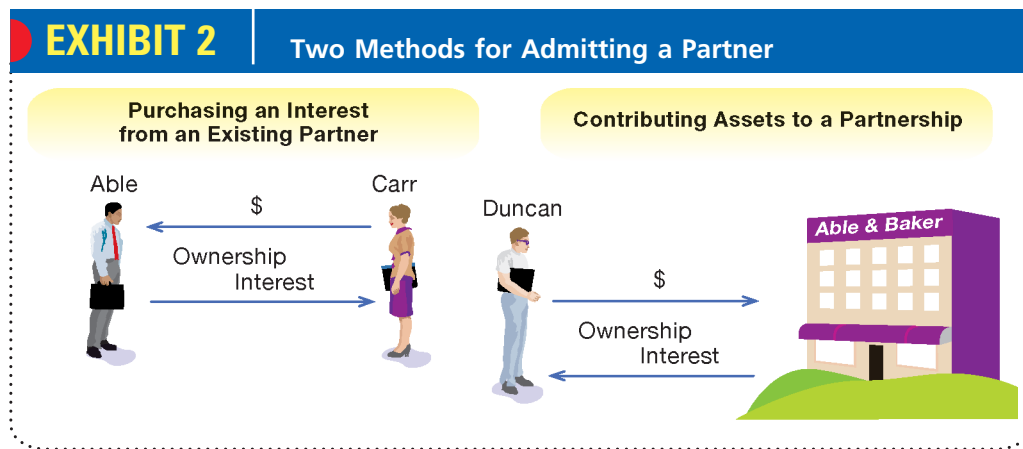 EXHIBIT 2
Two Methods for Admitting a Partner
Purchasing an Interest
from an Existing Partner
Able
Carr
$
Ownership
Interest
Contributing Assets to a Partnership
Duncan
Able & Baker
$
Ownership
Interest